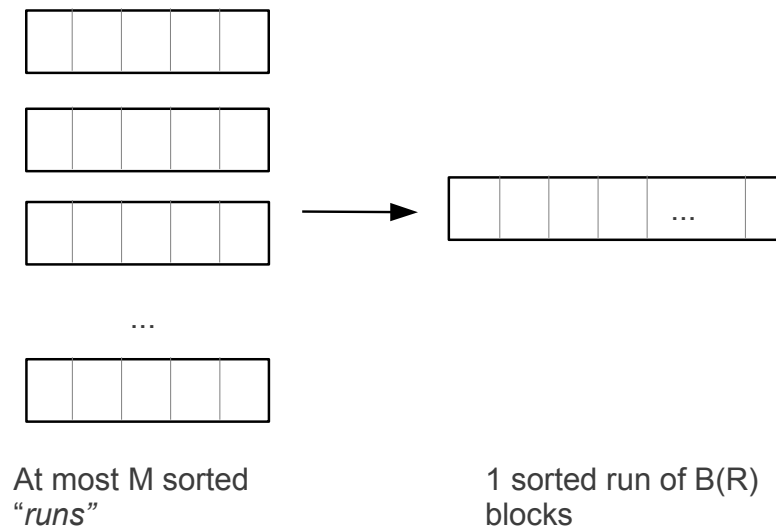 ...
...
At most M sorted
“runs”
1 sorted run of B(R)
blocks